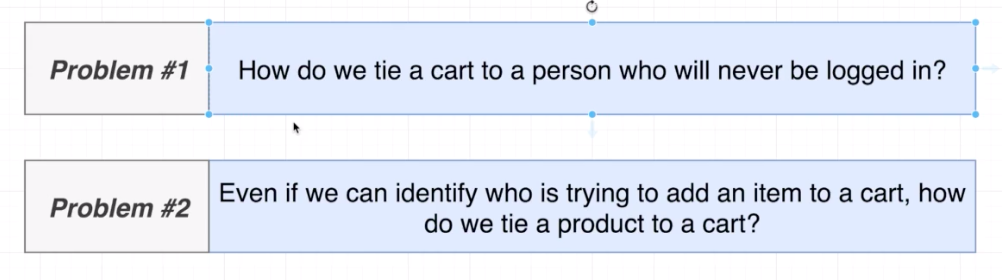 Problem #1
How do we tie a cart to a person who will never be logged in?
Problem #2
Even if we can identify who is trying to add an item to a cart, how
do we tie a product to a cart?